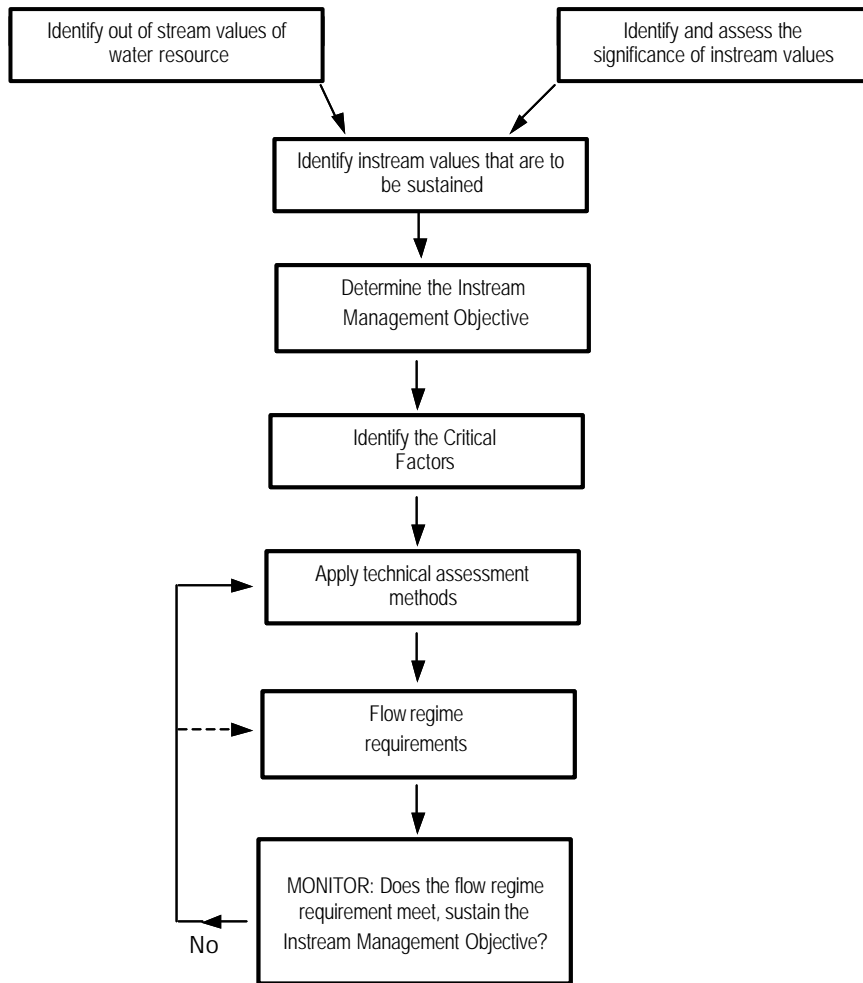 Identify out of stream values of
water resource
Identify and assess the
significance of instream values
Identify instream values that are to
be sustained
Determine the Instream
Management Objective
Identify the Critical
Factors
Apply technical assessment
methods
Flow regime
requirements
MONITOR: Does the flow regime
requirement meet, sustain the
Instream Management Objective?
No